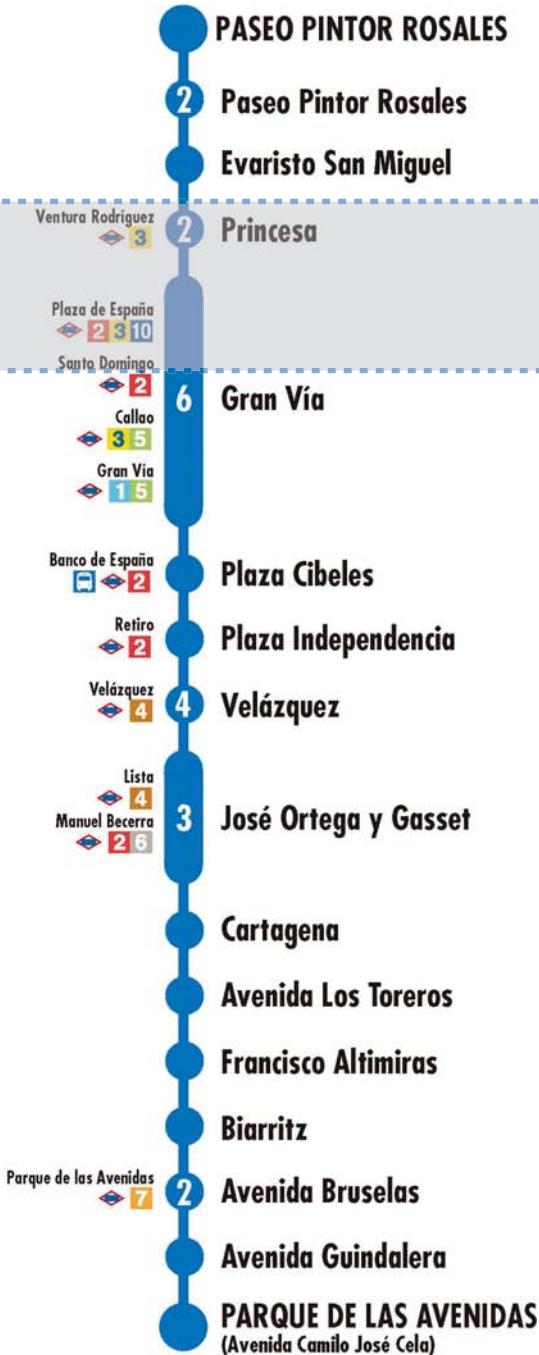 PASEO PINTOR ROSALES
2 Paseo Pintor Rosales
Evaristo San Miguel
Ventura Rodríguez
3
2 Princesa
Plaza de España
2 3 10
Santo Domingo
2
6 Gran Vía
Callao
3 5
Gran Vía
1 5
Banco de España
2
Plaza Cibeles
Retiro
2
Plaza Independencia
Velázquez
4
4 Velázquez
Lista
4
Manuel Becerra
2 6
3 José Ortega y Gasset
Cartagena
Avenida Los Toreros
Francisco Altimiras
Biarritz
Parque de las Avenidas
7
2 Avenida Bruselas
Avenida Guindalera
PARQUE DE LAS AVENIDAS
(Avenida Camilo José Cela)